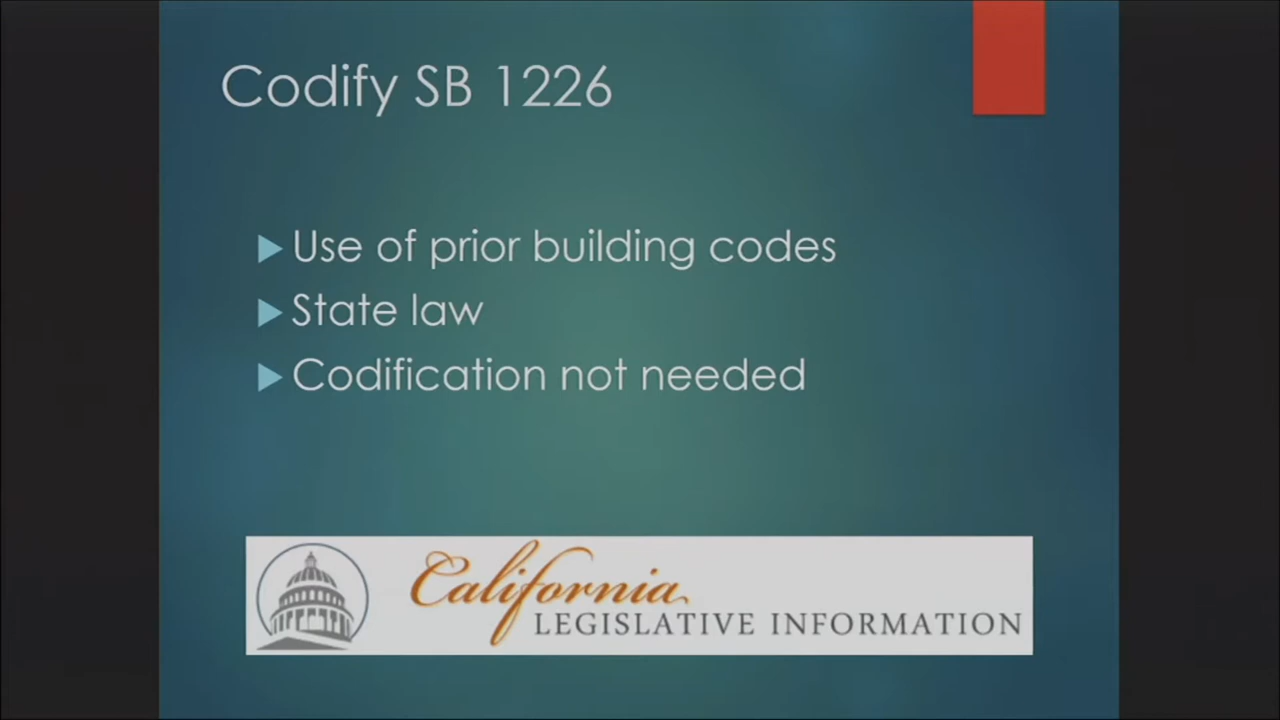 Codify SB 1226
Use of prior building codes
State law
Codification not needed
California
LEGISLATIVE INFORMATION